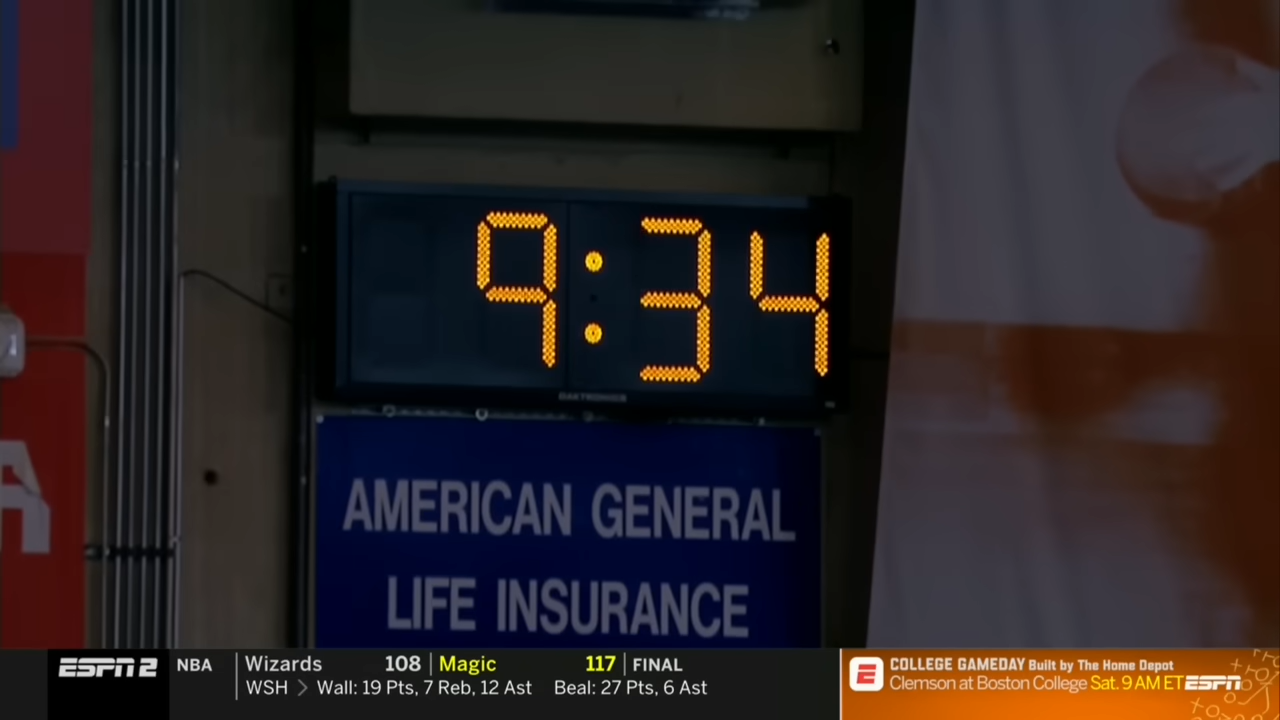 9:34
DAKTRONICS
AMERICAN GENERAL
LIFE INSURANCE
ESPN2 NBA Wizards 108 Magic 117 FINAL
WSH > Wall: 19 Pts, 7 Reb, 12 Ast Beal: 27 Pts, 6 Ast
E COLLEGE GAMEDAY Built by The Home Depot
Clemson at Boston College Sat. 9 AM ET ESPN